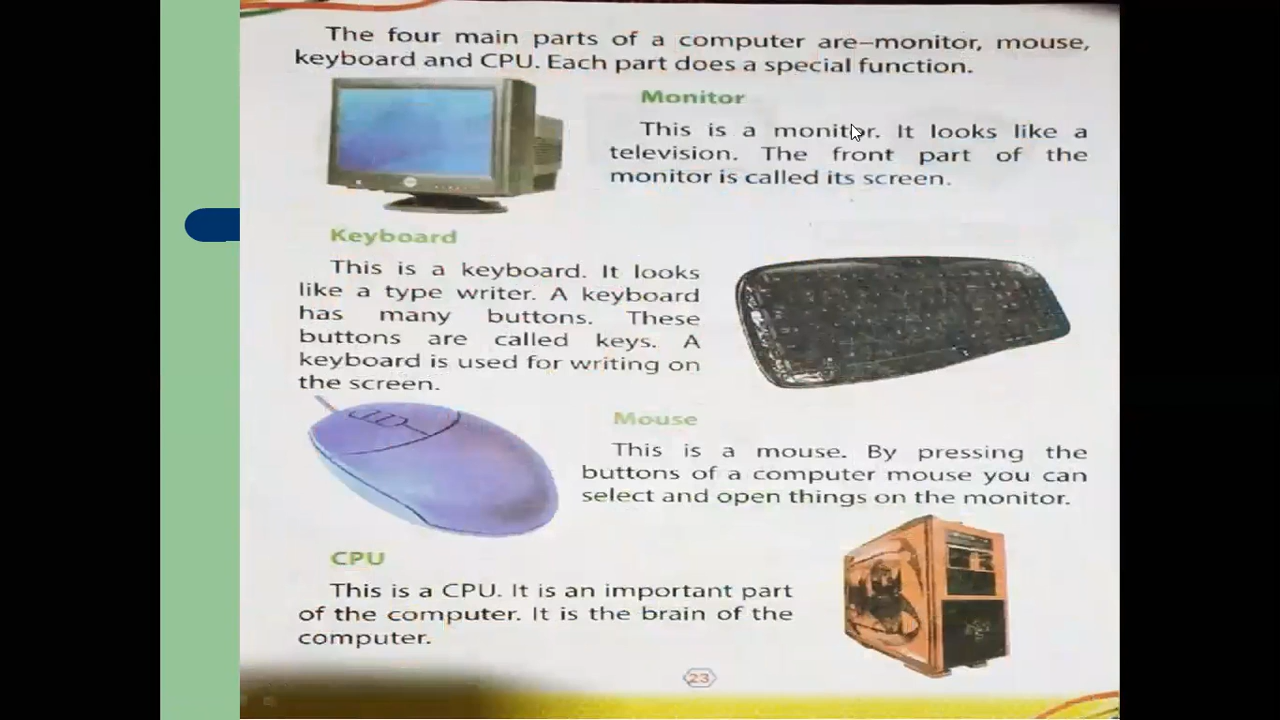 The four main parts of a computer are–monitor, mouse,
keyboard and CPU. Each part does a special function.
Monitor
This is a monitor. It looks like a
television. The front part of the
monitor is called its screen.
Keyboard
This is a keyboard. It looks
like a type writer. A keyboard
has many buttons. These
buttons are called keys. A
keyboard is used for writing on
the screen.
Mouse
This is a mouse. By pressing the
buttons of a computer mouse you can
select and open things on the monitor.
CPU
This is a CPU. It is an important part
of the computer. It is the brain of the
computer.
23